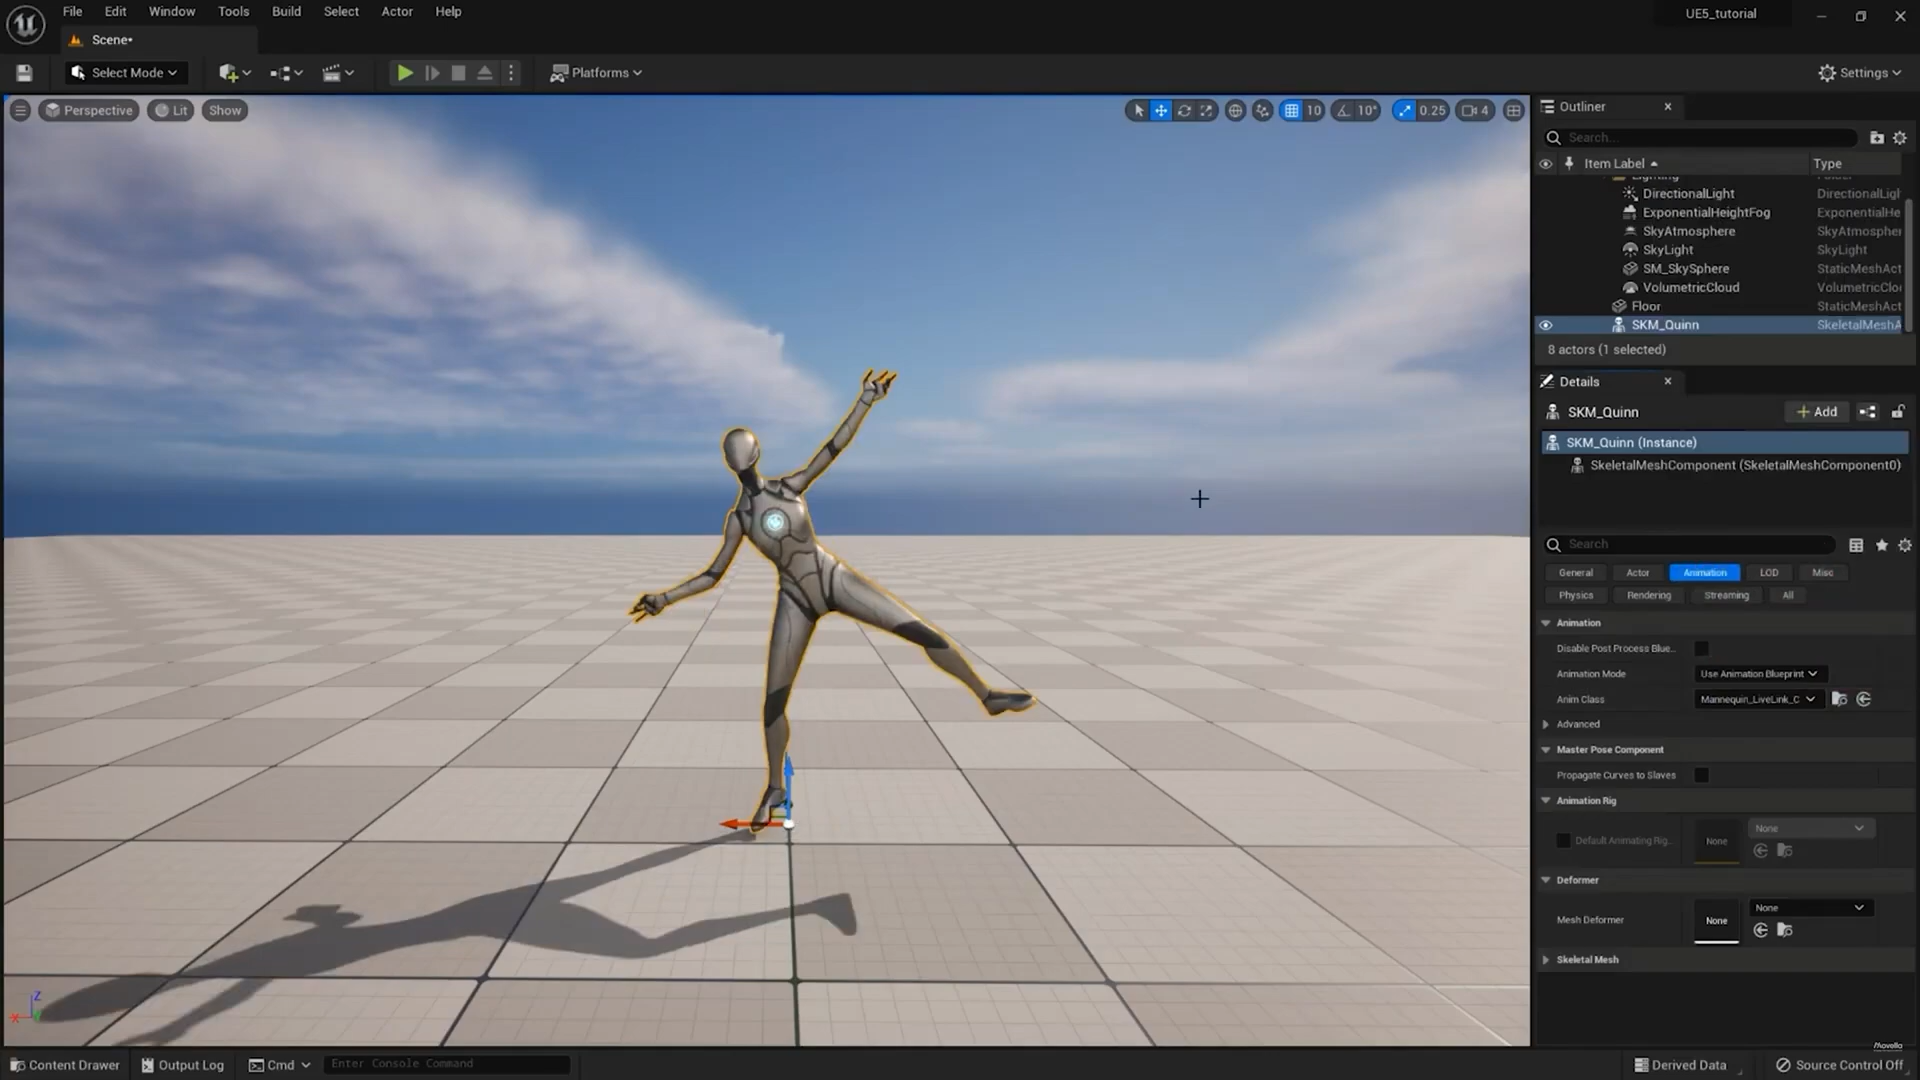 File Edit Window Tools Build Select Actor Help
UE5_tutorial
Scene•
Select Mode
Platforms
Settings
Perspective Lit Show
10 10° 0.25 4
Outliner
Search...
Item Label Type
DirectionalLight DirectionalLigh
ExponentialHeightFog ExponentialHe
SkyAtmosphere SkyAtmospher
SkyLight SkyLight
SM_SkySphere StaticMeshAct
VolumetricCloud VolumetricClo
Floor StaticMeshAct
SKM_Quinn SkeletalMeshA
8 actors (1 selected)
Details
SKM_Quinn
+ Add
SKM_Quinn (Instance)
SkeletalMeshComponent (SkeletalMeshComponent0)
Search
General Actor Animation LOD Misc
Physics Rendering Streaming All
Animation
Disable Post Process Blue...
Animation Mode Use Animation Blueprint
Anim Class Mannequin_LiveLink_C
Advanced
Master Pose Component
Propagate Curves to Slaves
Animation Rig
None
Default Animating Rig... None
Deformer
None
Mesh Deformer None
Skeletal Mesh
Z
X
Movella
Content Drawer Output Log Cmd Enter Console Command
Derived Data Source Control Off